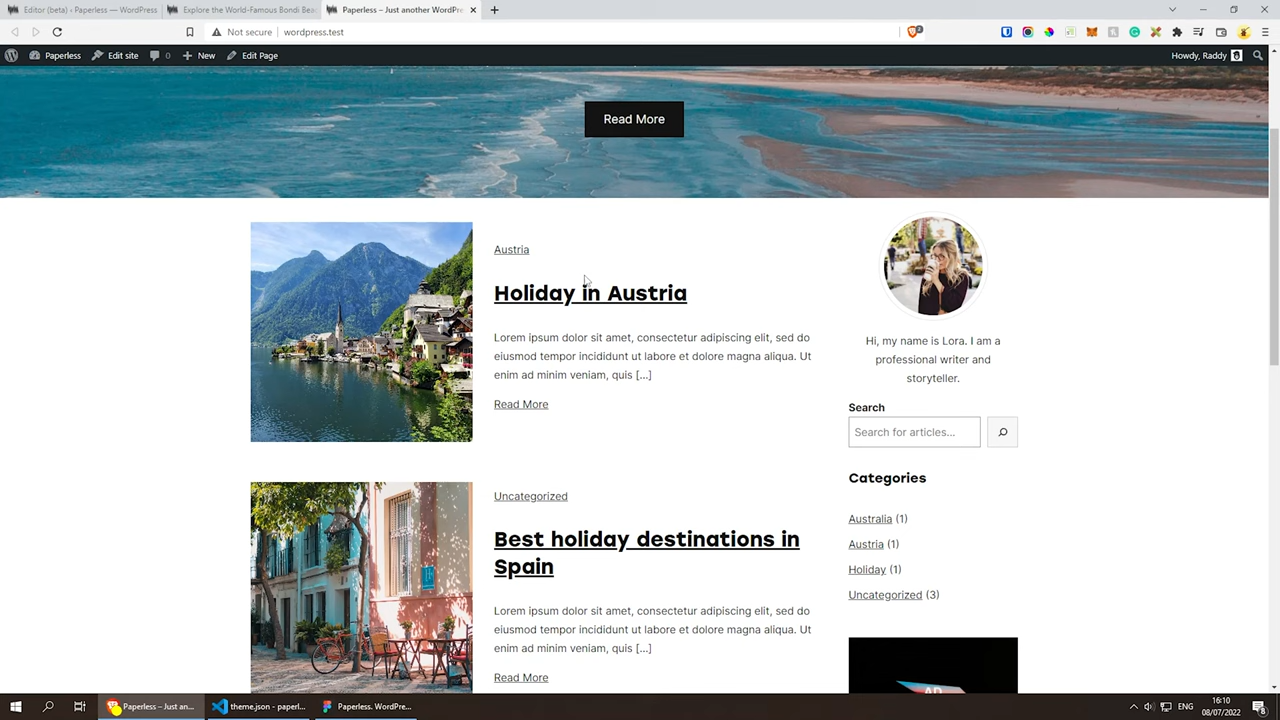 Editor (beta) ‹ Paperless — WordPress
Explore the World-Famous Bondi Bea
Paperless – Just another WordPre
Not secure
wordpress.test
2
Paperless
Edit site
0
New
Edit Page
Howdy, Raddy
Read More
Austria
Holiday in Austria
Lorem ipsum dolor sit amet, consectetur adipiscing elit, sed do
eiusmod tempor incididunt ut labore et dolore magna aliqua. Ut
enim ad minim veniam, quis […]
Read More
Uncategorized
Best holiday destinations in
Spain
Lorem ipsum dolor sit amet, consectetur adipiscing elit, sed do
eiusmod tempor incididunt ut labore et dolore magna aliqua. Ut
enim ad minim veniam, quis […]
Read More
Hi, my name is Lora. I am a
professional writer and
storyteller.
Search
Search for articles...
Categories
Australia (1)
Austria (1)
Holiday (1)
Uncategorized (3)
AD
Paperless – Just an...
theme.json - paperl...
Paperless. WordPre...
ENG
16:10
08/07/2022